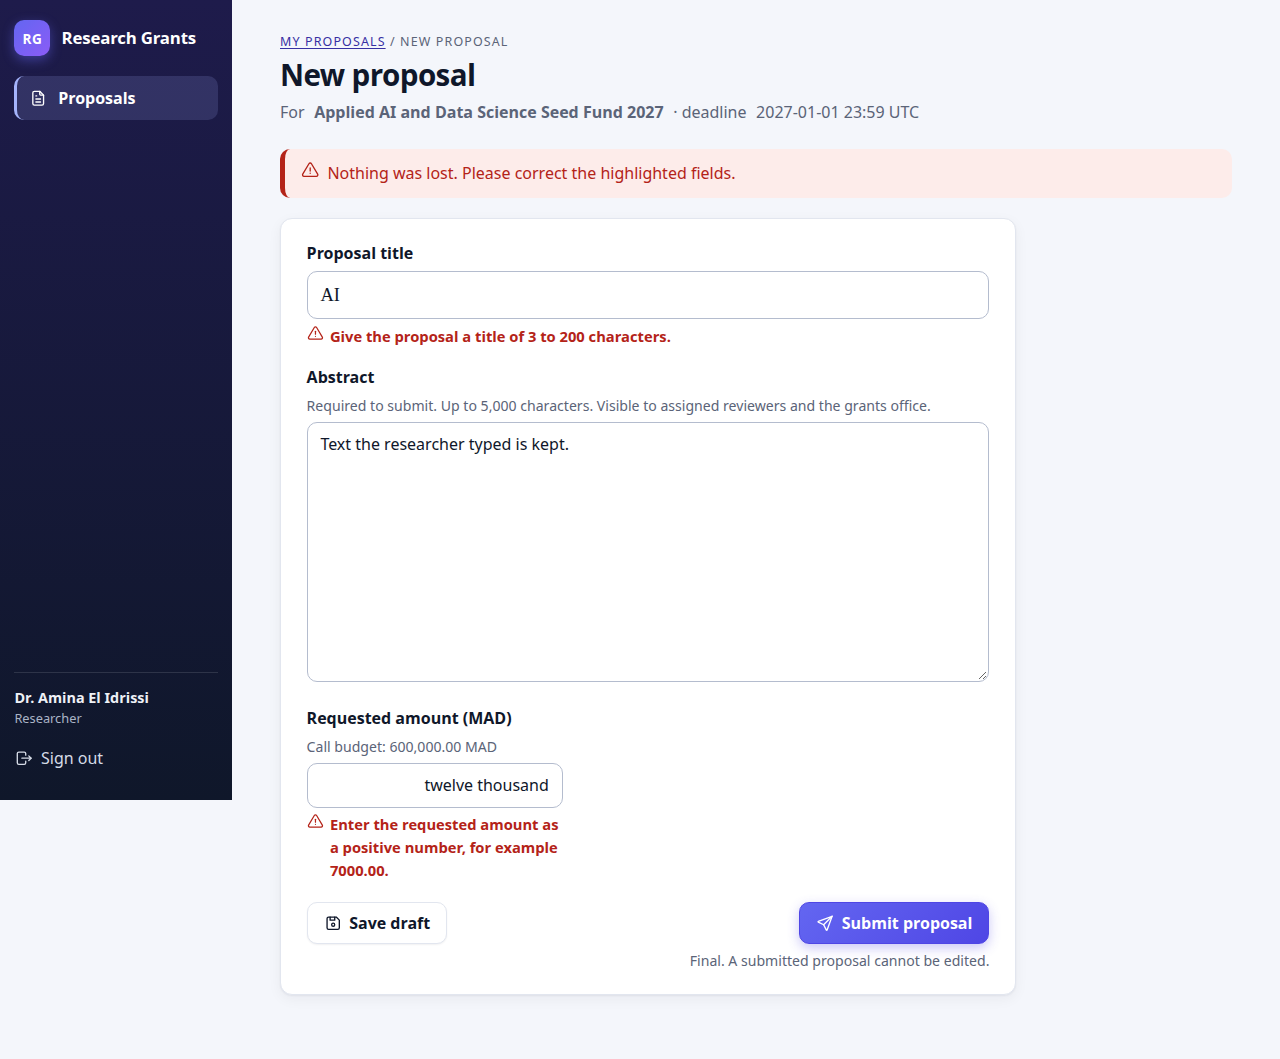 RG Research Grants
Proposals
MY PROPOSALS / NEW PROPOSAL
New proposal
For Applied AI and Data Science Seed Fund 2027 · deadline 2027-01-01 23:59 UTC
Nothing was lost. Please correct the highlighted fields.
Proposal title
AI
Give the proposal a title of 3 to 200 characters.
Abstract
Required to submit. Up to 5,000 characters. Visible to assigned reviewers and the grants office.
Text the researcher typed is kept.
Requested amount (MAD)
Call budget: 600,000.00 MAD
twelve thousand
Enter the requested amount as
a positive number, for example
7000.00.
Save draft
Submit proposal
Final. A submitted proposal cannot be edited.
Dr. Amina El Idrissi
Researcher
Sign out